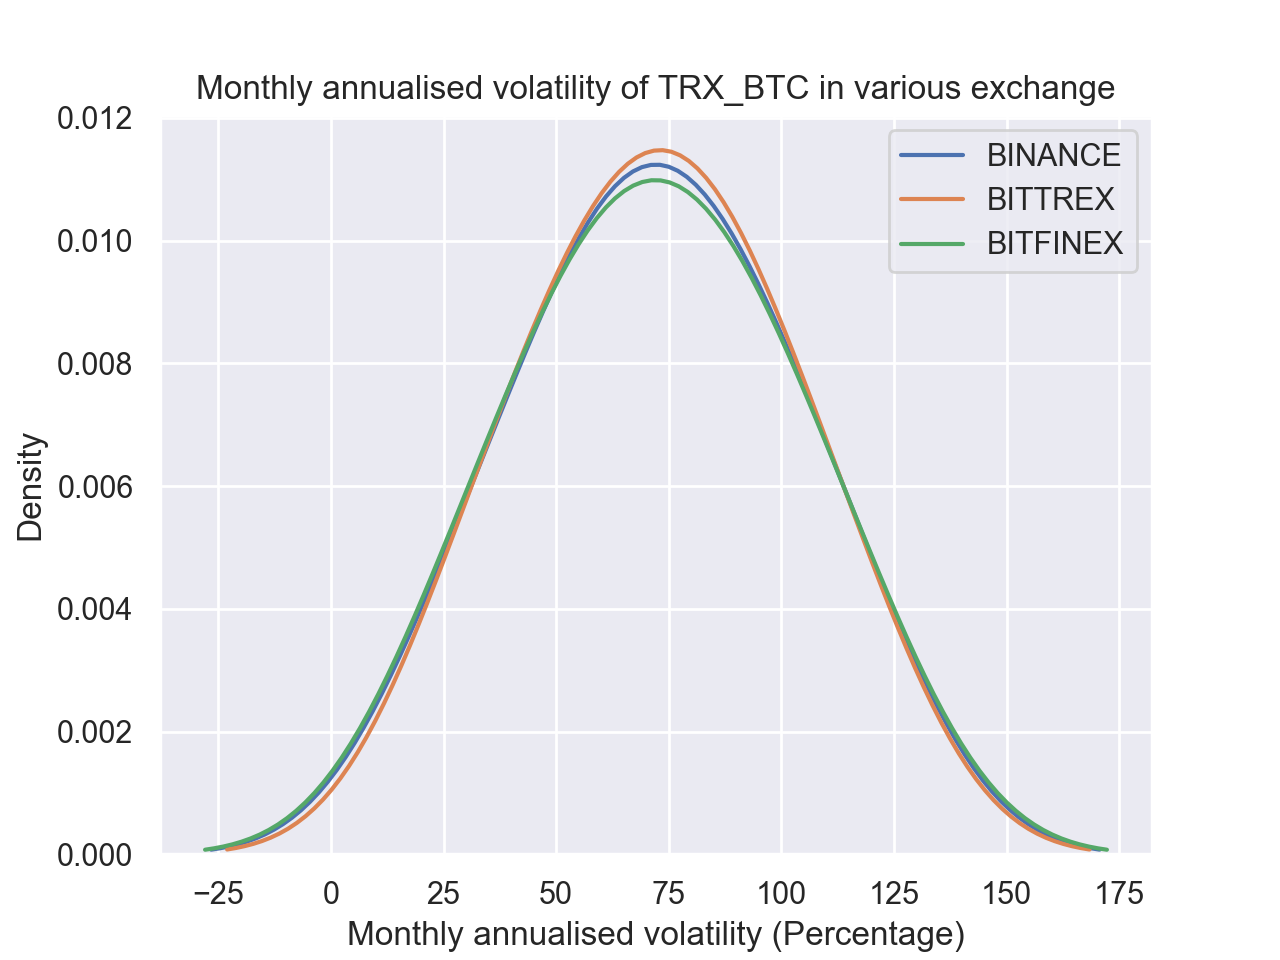 Monthly annualised volatility of TRX_BTC in various exchange
0.012
0.010
0.008
0.006
0.004
0.002
0.000
Density
BINANCE
BITTREX
BITFINEX
−25 0 25 50 75 100 125 150 175
Monthly annualised volatility (Percentage)